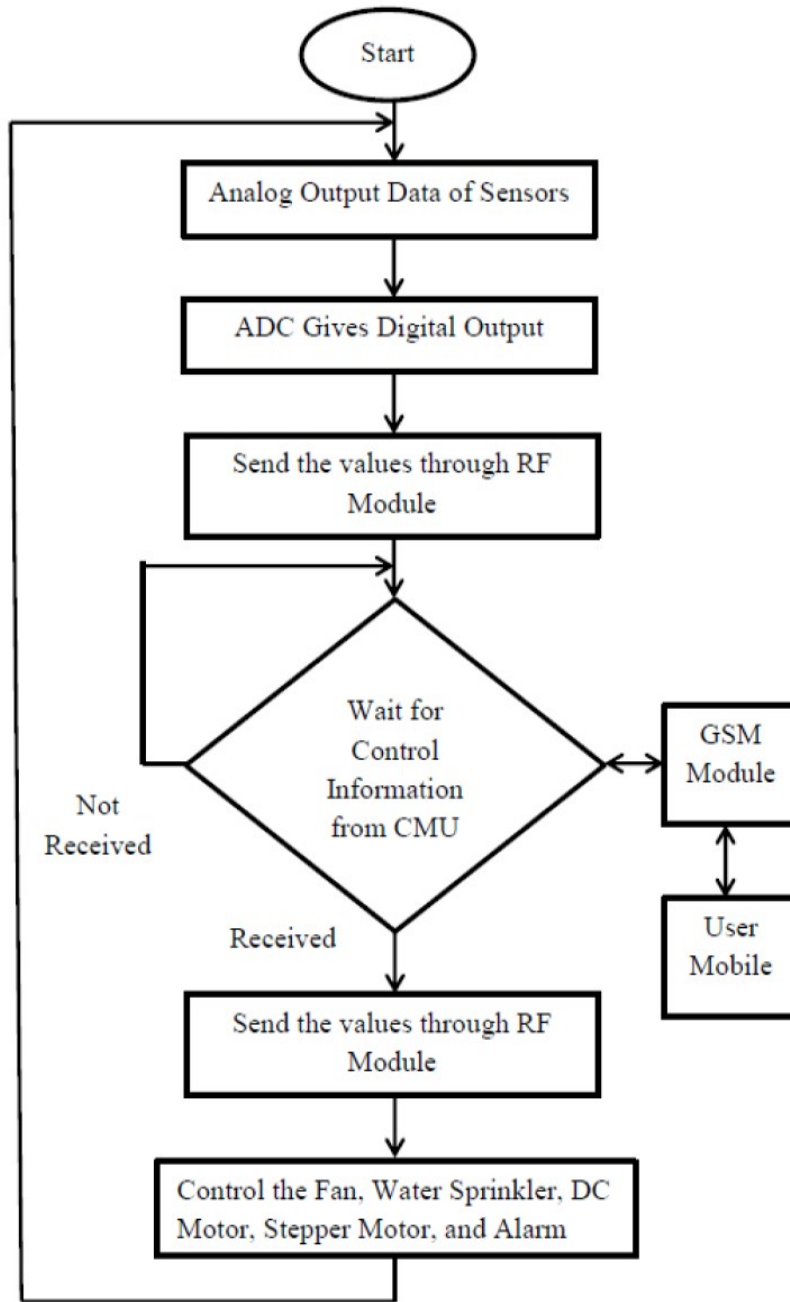 Start
Analog Output Data of Sensors
ADC Gives Digital Output
Send the values through RF
Module
Wait for
Control
Information
from CMU
GSM
Module
Not
Received
User
Mobile
Received
Send the values through RF
Module
Control the Fan, Water Sprinkler, DC
Motor, Stepper Motor, and Alarm